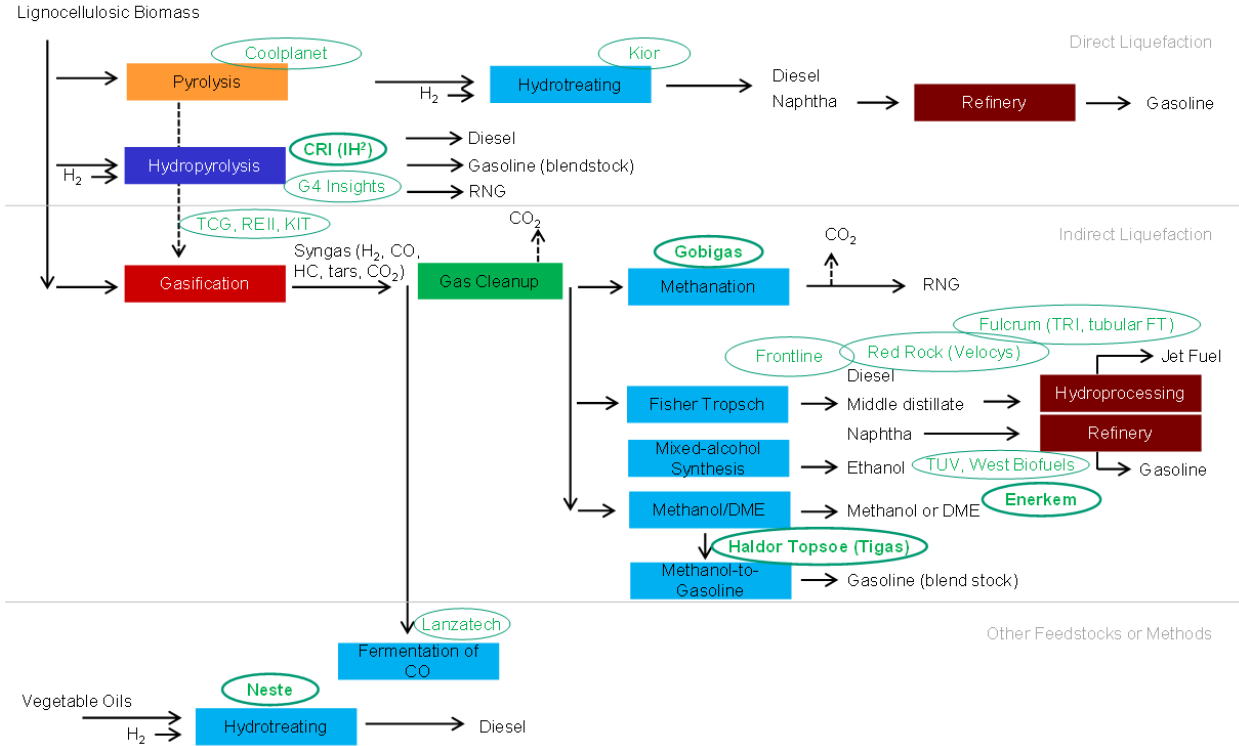 Lignocellulosic Biomass
Direct Liquefaction
Coolplanet
Kior
Pyrolysis
H₂
Hydrotreating
Diesel
Naphtha
Refinery
Gasoline
CRI (IH²)
Diesel
Hydropyrolysis
Gasoline (blendstock)
H₂
G4 Insights
RNG
TCG, REII, KIT
CO₂
Indirect Liquefaction
CO₂
Syngas (H₂, CO,
HC, tars, CO₂)
Gobigas
Gasification
Gas Cleanup
Methanation
RNG
Fulcrum (TRI, tubular FT)
Frontline
Red Rock (Velocys)
Jet Fuel
Diesel
Fisher Tropsch
Middle distillate
Hydroprocessing
Naphtha
Refinery
Mixed-alcohol
Synthesis
Ethanol
TUV, West Biofuels
Gasoline
Methanol/DME
Methanol or DME
Enerkem
Haldor Topsoe (Tigas)
Methanol-to-
Gasoline
Gasoline (blend stock)
Lanzatech
Other Feedstocks or Methods
Fermentation of
CO
Neste
Vegetable Oils
H₂
Hydrotreating
Diesel